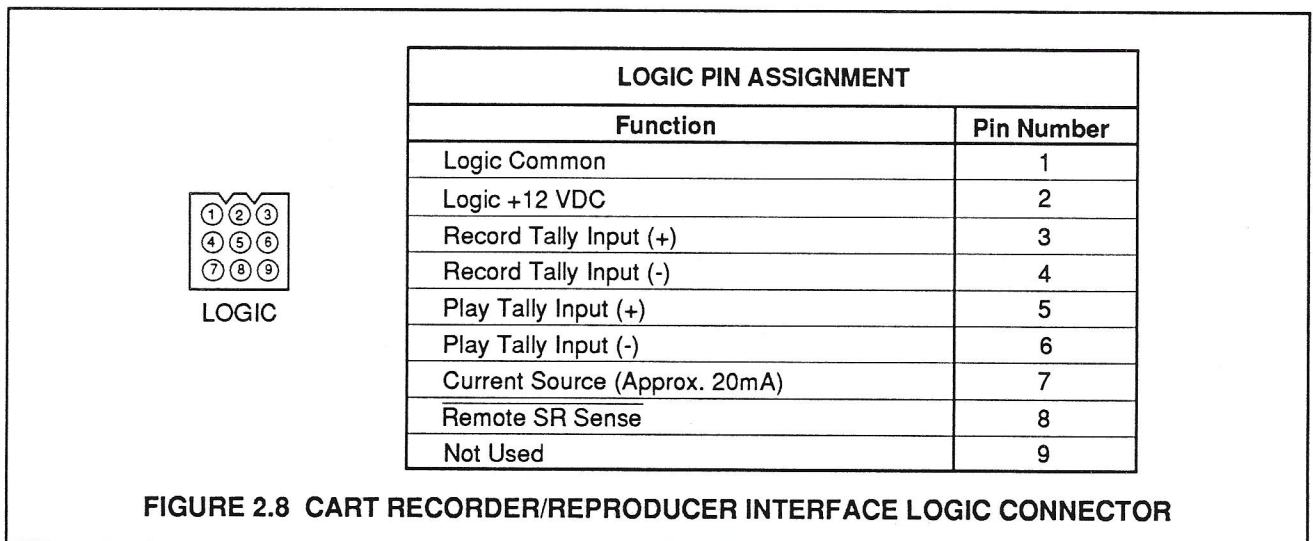 LOGIC PIN ASSIGNMENT
Function Pin Number
Logic Common 1
Logic +12 VDC 2
Record Tally Input (+) 3
Record Tally Input (-) 4
Play Tally Input (+) 5
Play Tally Input (-) 6
Current Source (Approx. 20mA) 7
Remote SR Sense 8
Not Used 9
1 2 3
4 5 6
7 8 9
LOGIC
FIGURE 2.8 CART RECORDER/REPRODUCER INTERFACE LOGIC CONNECTOR